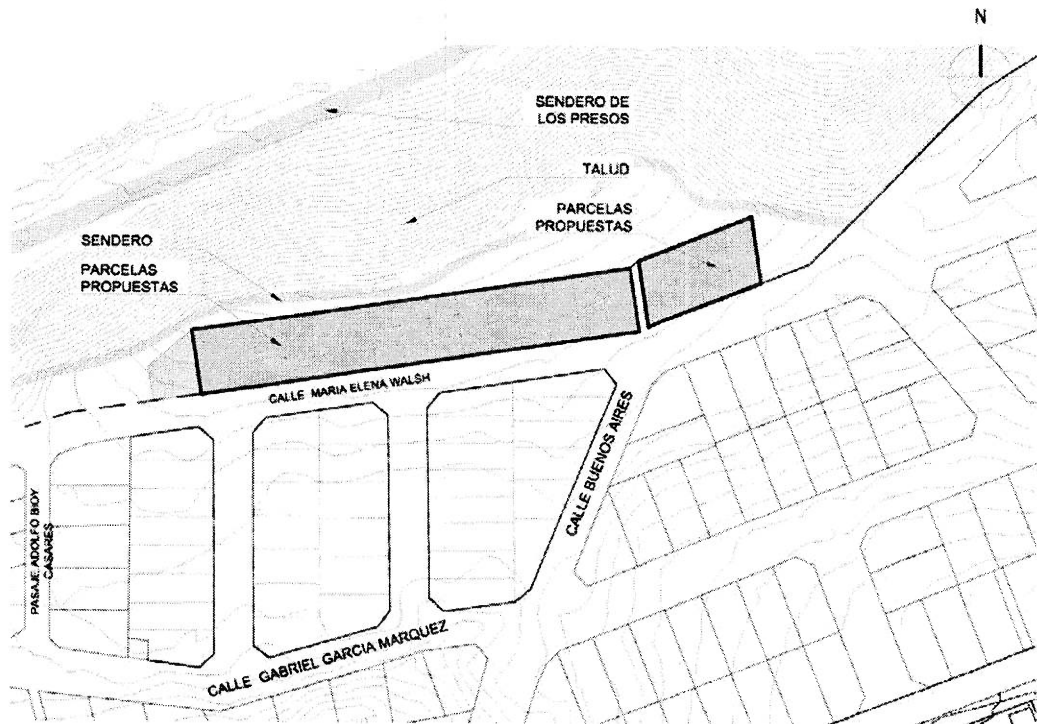 N
SENDERO DE
LOS PRESOS
TALUD
PARCELAS
PROPUESTAS
SENDERO
PARCELAS
PROPUESTAS
CALLE MARIA ELENA WALSH
CALLE BUENOS AIRES
PASAJE ADOLFO BIOY
CASARES
CALLE GABRIEL GARCIA MARQUEZ